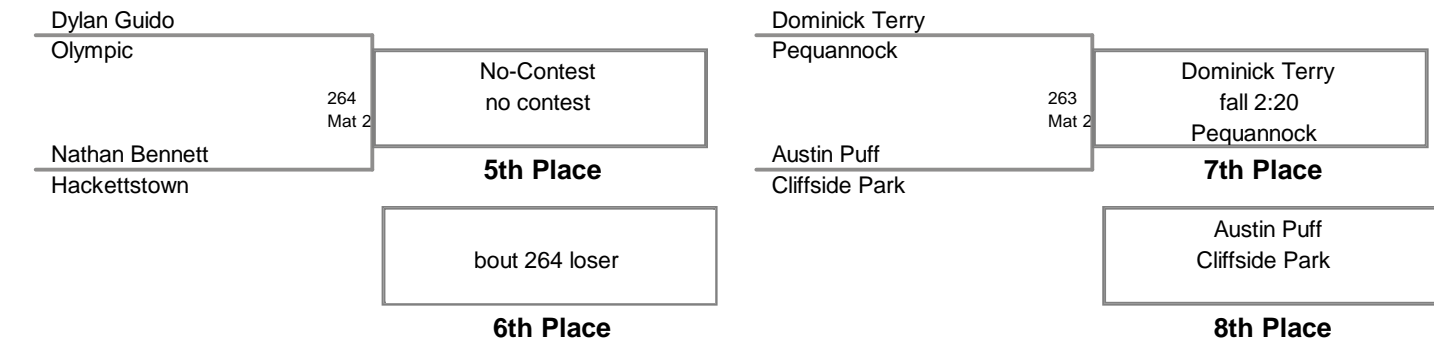 Dylan Guido
Olympic
264
Mat 2
Nathan Bennett
Hackettstown
No-Contest
no contest
5th Place
bout 264 loser
6th Place
Dominick Terry
Pequannock
263
Mat 2
Austin Puff
Cliffside Park
Dominick Terry
fall 2:20
Pequannock
7th Place
Austin Puff
Cliffside Park
8th Place